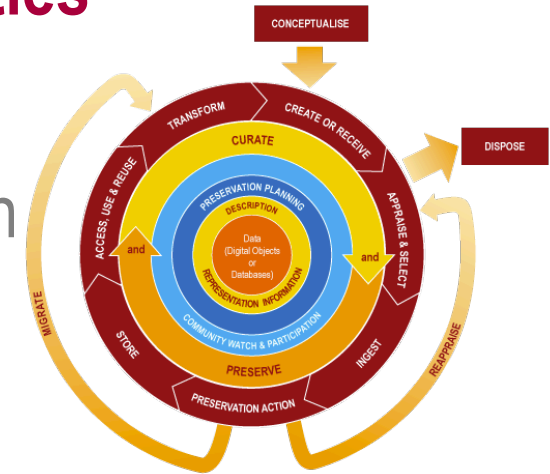 tics
n
CONCEPTUALISE
DISPOSE
TRANSFORM
CREATE OR RECEIVE
APPRAISE & SELECT
INGEST
PRESERVATION ACTION
STORE
ACCESS, USE & REUSE
CURATE
and
PRESERVE
and
PRESERVATION PLANNING
COMMUNITY WATCH & PARTICIPATION
DESCRIPTION
REPRESENTATION INFORMATION
Data
(Digital Objects
or
Databases)
MIGRATE
REAPPRAISE